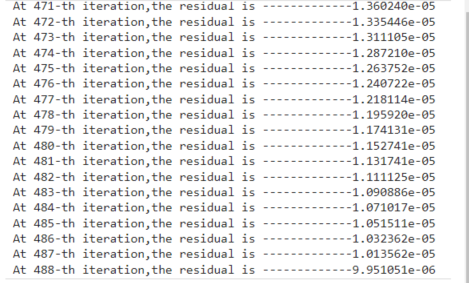 At 471-th iteration,the residual is -------------1.360240e-05
At 472-th iteration,the residual is -------------1.335446e-05
At 473-th iteration,the residual is -------------1.311105e-05
At 474-th iteration,the residual is -------------1.287210e-05
At 475-th iteration,the residual is -------------1.263752e-05
At 476-th iteration,the residual is -------------1.240722e-05
At 477-th iteration,the residual is -------------1.218114e-05
At 478-th iteration,the residual is -------------1.195920e-05
At 479-th iteration,the residual is -------------1.174131e-05
At 480-th iteration,the residual is -------------1.152741e-05
At 481-th iteration,the residual is -------------1.131741e-05
At 482-th iteration,the residual is -------------1.111125e-05
At 483-th iteration,the residual is -------------1.090886e-05
At 484-th iteration,the residual is -------------1.071017e-05
At 485-th iteration,the residual is -------------1.051511e-05
At 486-th iteration,the residual is -------------1.032362e-05
At 487-th iteration,the residual is -------------1.013562e-05
At 488-th iteration,the residual is -------------9.951051e-06